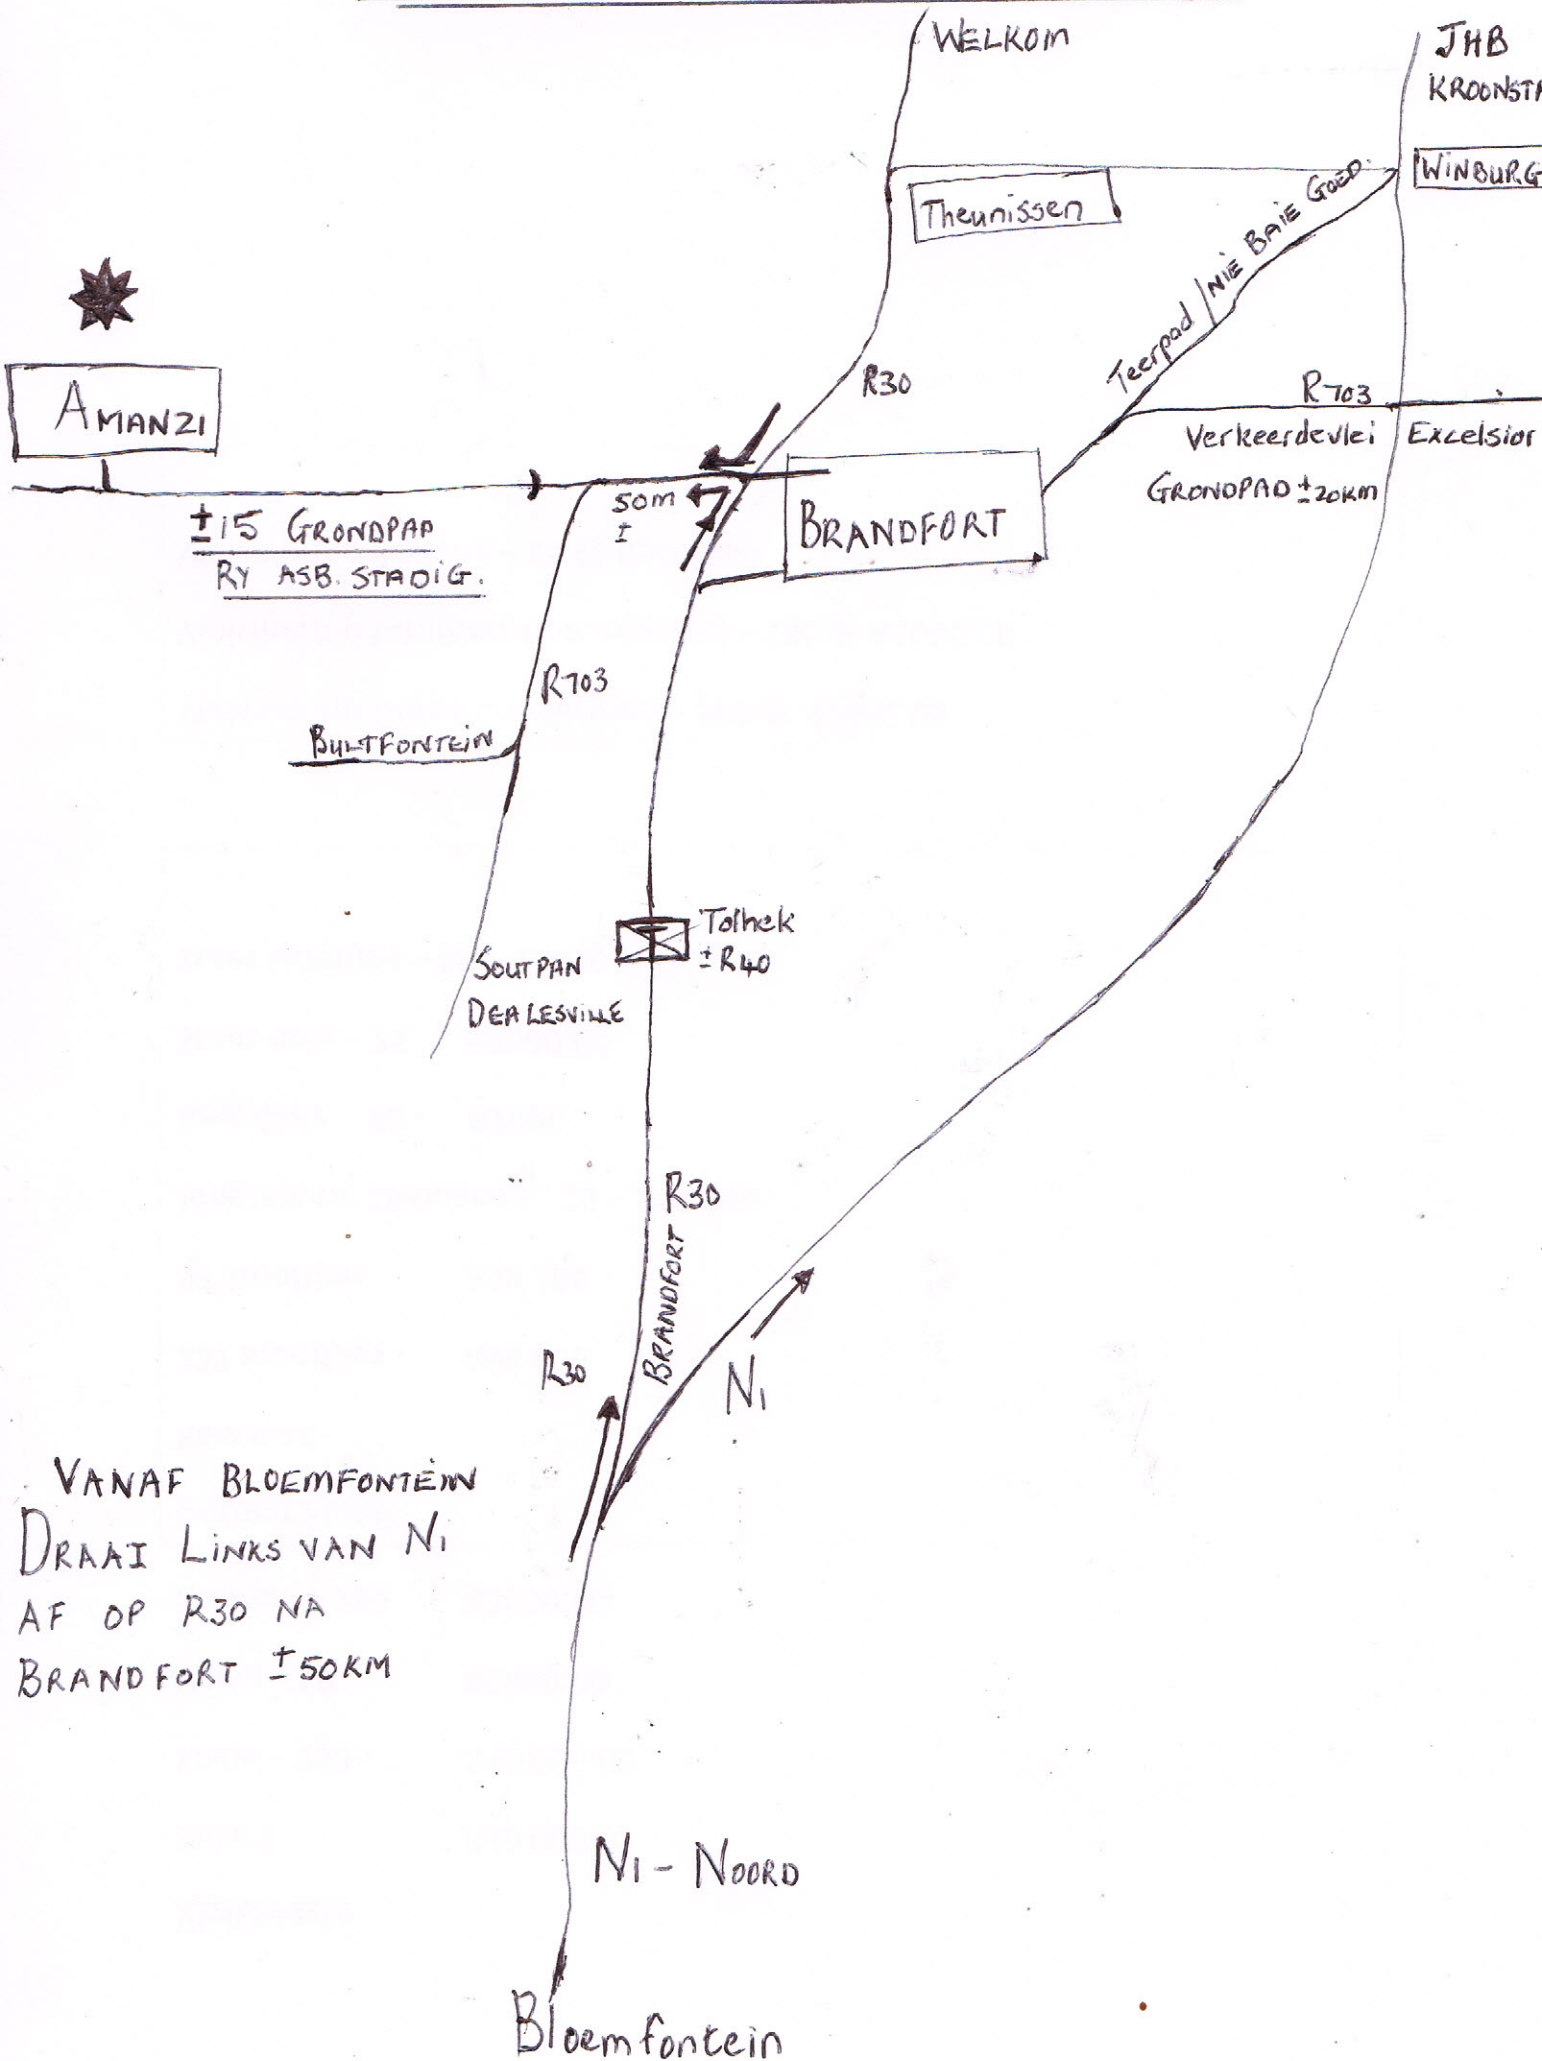 WELKOM
JHB
KROONSTA
WINBURG
Theunissen
Teerpad / NIE BAIE GOED.
AMANZI
R30
R703
Verkeerdevlei
Excelsior
GRONDPAD ±20KM
50m
±
BRANDFORT
±15 GRONDPAD
RY ASB. STADIG.
R703
BULTFONTEIN
Tolhek
±R40
SOUTPAN
DEALESVILLE
R30
BRANDFORT
R30
N1
VANAF BLOEMFONTEIN
DRAAI LINKS VAN N1
AF OP R30 NA
BRANDFORT ±50KM
N1 - NOORD
Bloemfontein